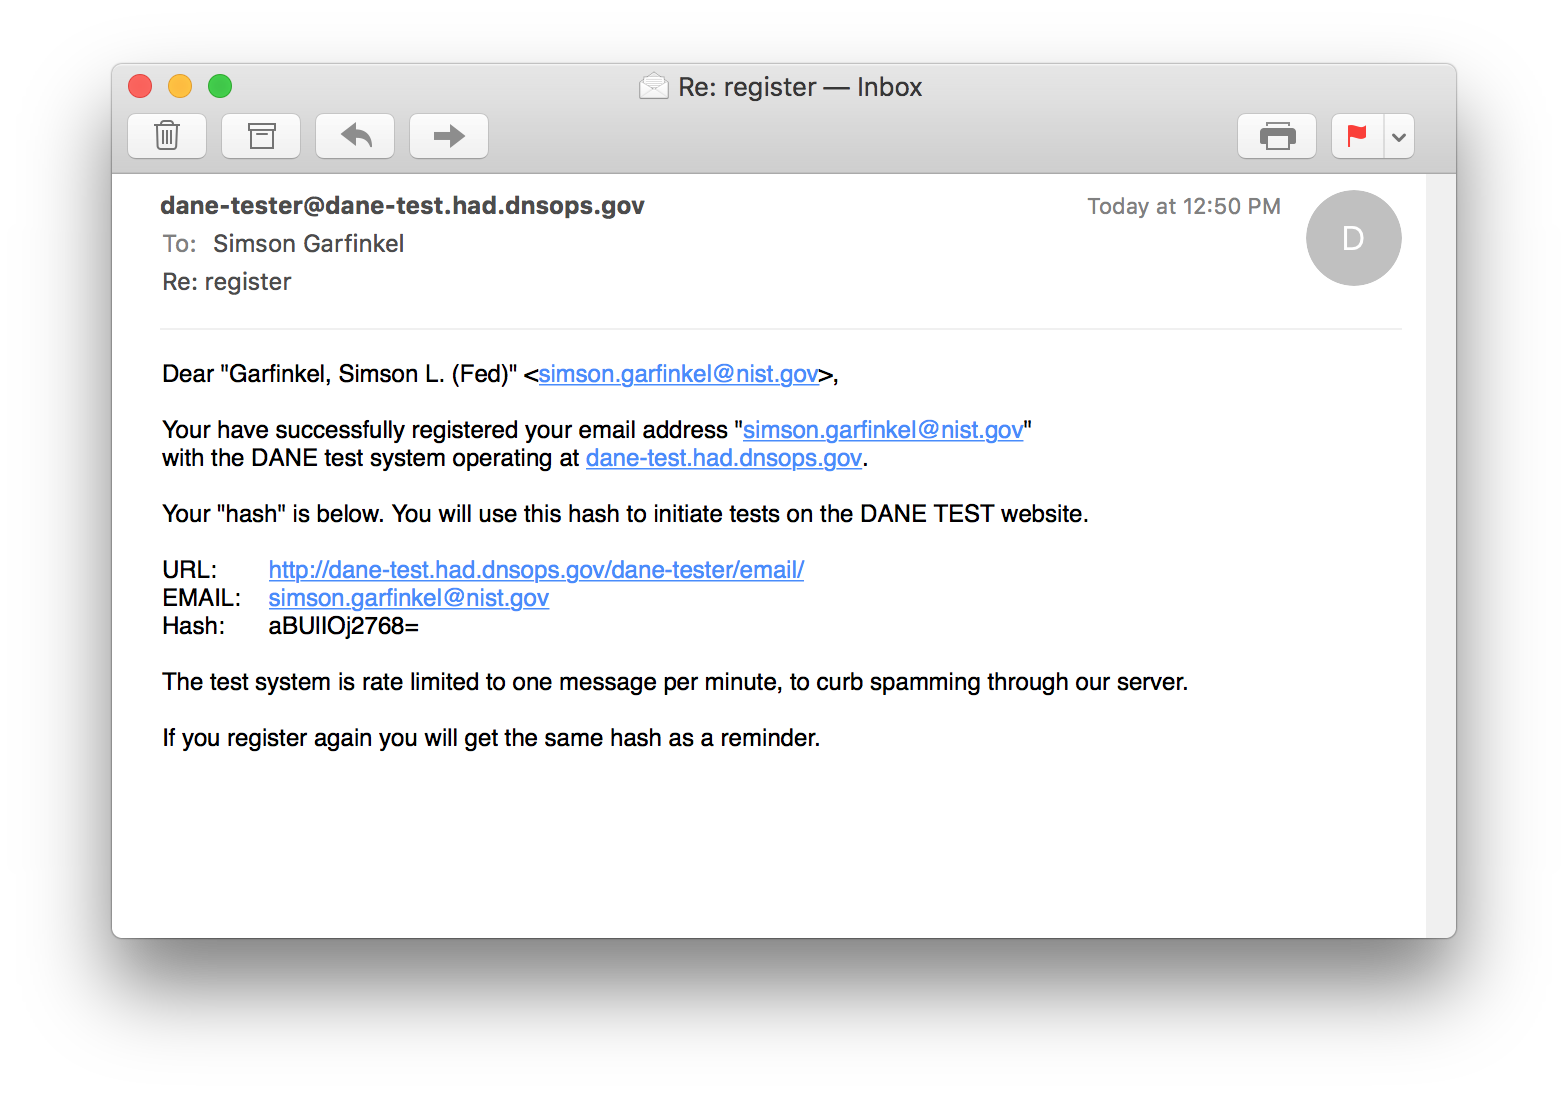 Re: register — Inbox
dane-tester@dane-test.had.dnsops.gov
Today at 12:50 PM
D
To: Simson Garfinkel
Re: register
Dear "Garfinkel, Simson L. (Fed)" <simson.garfinkel@nist.gov>,
Your have successfully registered your email address "simson.garfinkel@nist.gov"
with the DANE test system operating at dane-test.had.dnsops.gov.
Your "hash" is below. You will use this hash to initiate tests on the DANE TEST website.
URL: http://dane-test.had.dnsops.gov/dane-tester/email/
EMAIL: simson.garfinkel@nist.gov
Hash: aBUIlOj2768=
The test system is rate limited to one message per minute, to curb spamming through our server.
If you register again you will get the same hash as a reminder.